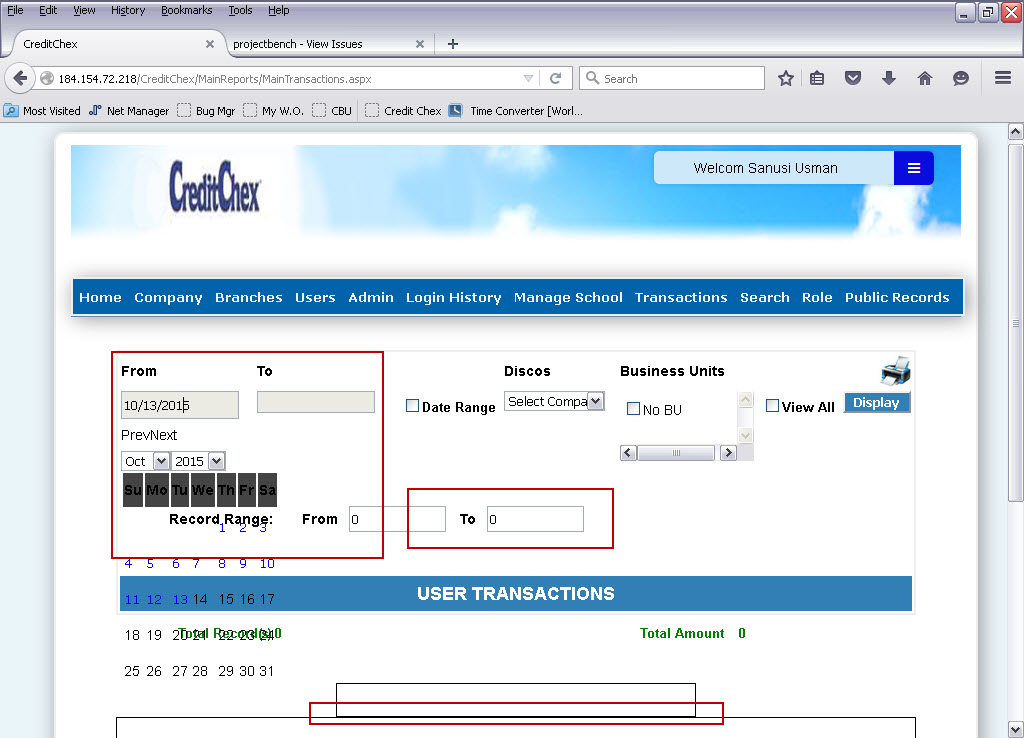 File Edit View History Bookmarks Tools Help
CreditChex
projectbench - View Issues
184.154.72.218/CreditChex/MainReports/MainTransactions.aspx
Search
Most Visited Net Manager Bug Mgr My W.O. CBU Credit Chex Time Converter [Worl...
CreditChex
Welcom Sanusi Usman
Home Company Branches Users Admin Login History Manage School Transactions Search Role Public Records
From To Discos Business Units
10/13/2015 Date Range Select Compa No BU View All Display
PrevNext
Oct 2015
Su Mo Tu We Th Fr Sa
Record Range: From 0 To 0
1 2 3
4 5 6 7 8 9 10
USER TRANSACTIONS
11 12 13 14 15 16 17
Total Record(s) 0 Total Amount 0
18 19 20 21 22 23 24
25 26 27 28 29 30 31